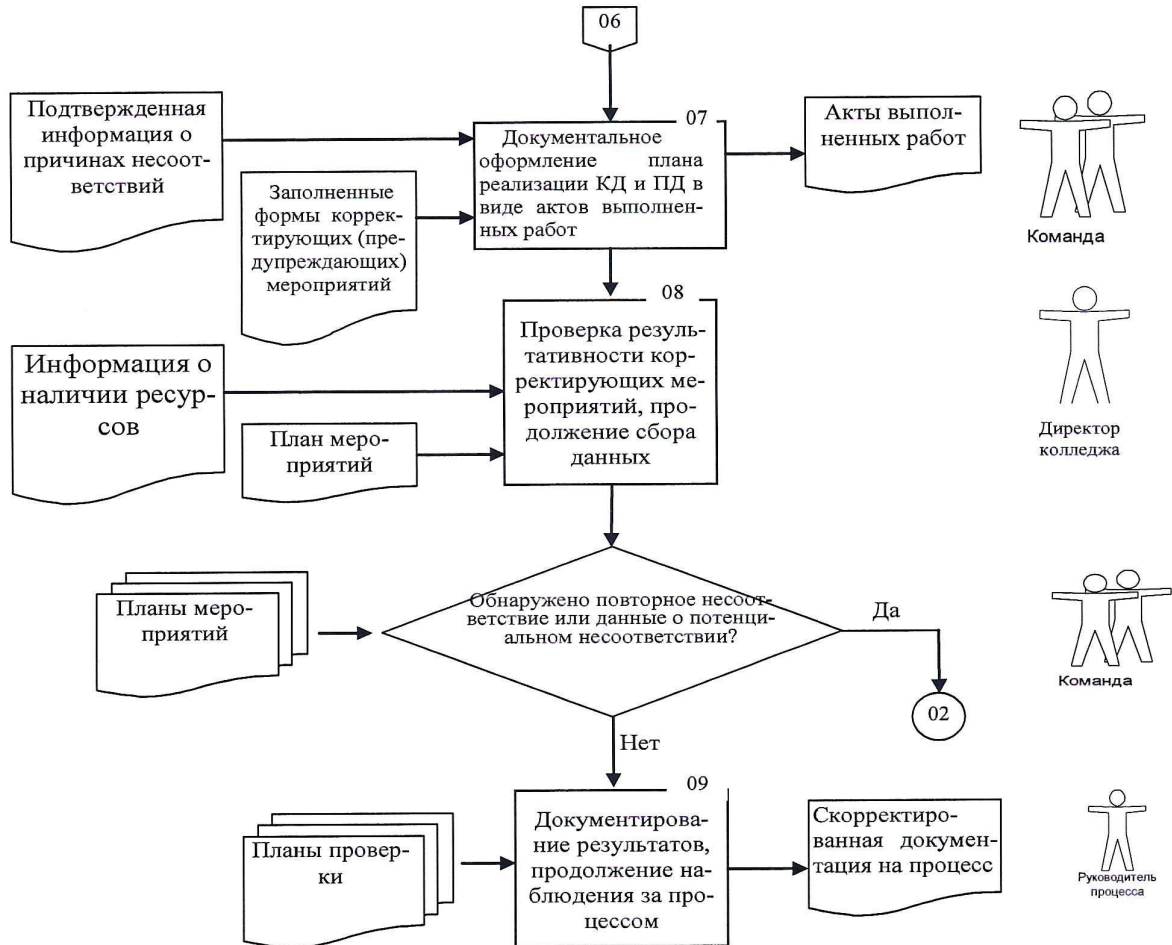 06
Подтвержденная
информация о
причинах несоот-
ветствий
07
Документальное
оформление плана
реализации КД и ПД в
виде актов выполнен-
ных работ
Акты выпол-
ненных работ
Команда
Заполненные
формы коррек-
тирующих (пре-
дупреждающих)
мероприятий
08
Проверка резуль-
тативности кор-
ректирующих ме-
роприятий, про-
должение сбора
данных
Информация о
наличии ресур-
сов
План меро-
приятий
Директор
колледжа
Планы меро-
приятий
Обнаружено повторное несоот-
ветствие или данные о потенци-
альном несоответствии?
Да
02
Команда
Нет
09
Планы провер-
ки
Документирова-
ние результатов,
продолжение на-
блюдения за про-
цессом
Скорректиро-
ванная докумен-
тация на процесс
Руководитель
процесса